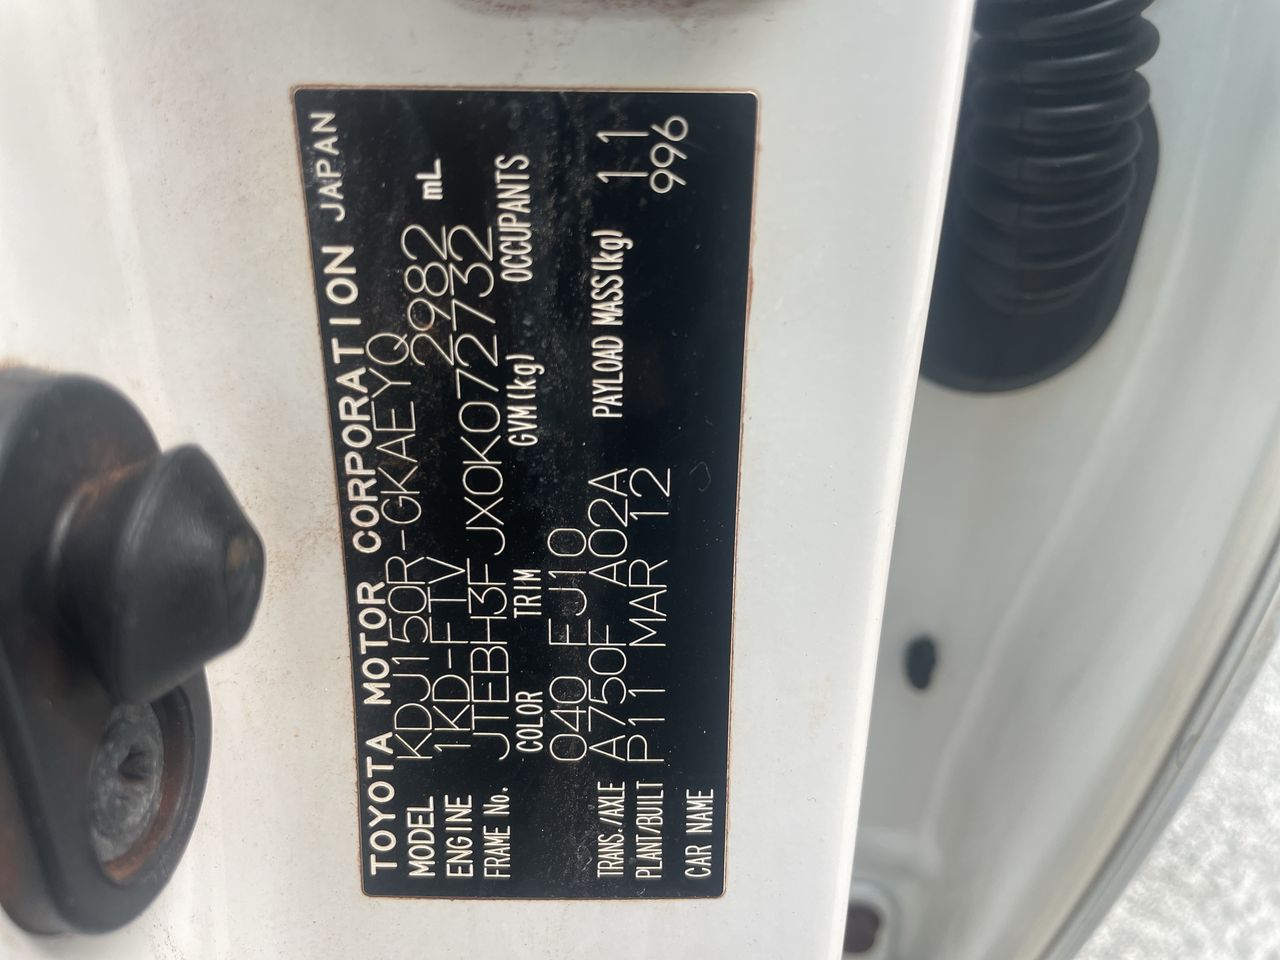 TOYOTA MOTOR CORPORATION JAPAN
MODEL KDJ150R-GKAEYQ
ENGINE 1KD-FTV 2982 mL
FRAME No. JTEBH3FJX0K072732
COLOR TRIM GVM(kg) OCCUPANTS
040 FJ10
TRANS./AXLE A750F A02A PAYLOAD MASS(kg) 11
PLANT/BUILT P11 MAR 12 996
CAR NAME